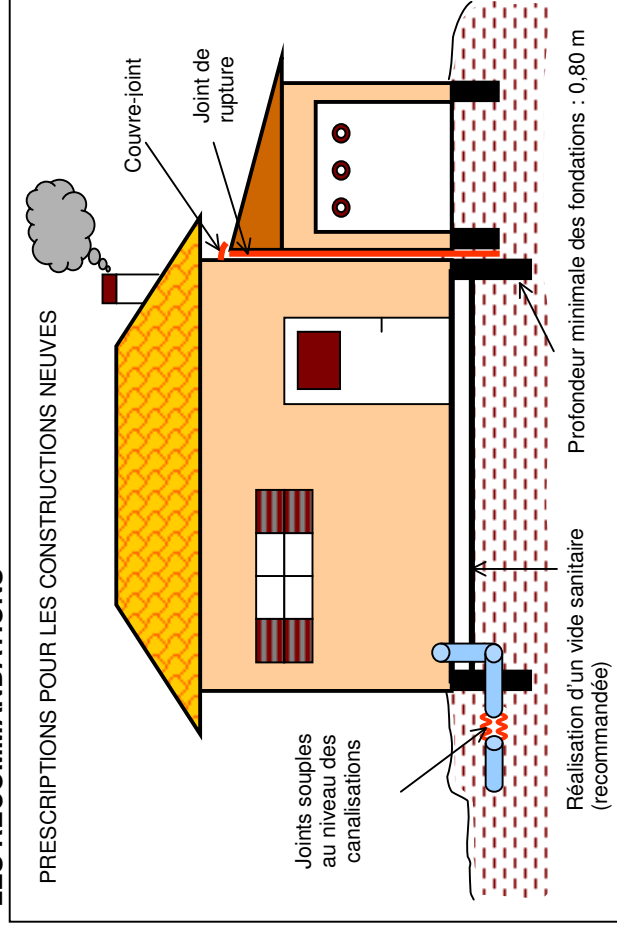 PRESCRIPTIONS POUR LES CONSTRUCTIONS NEUVES
Couvre-joint
Joint de
rupture
Joints souples
au niveau des
canalisations
Réalisation d'un vide sanitaire
(recommandée)
Profondeur minimale des fondations : 0,80 m